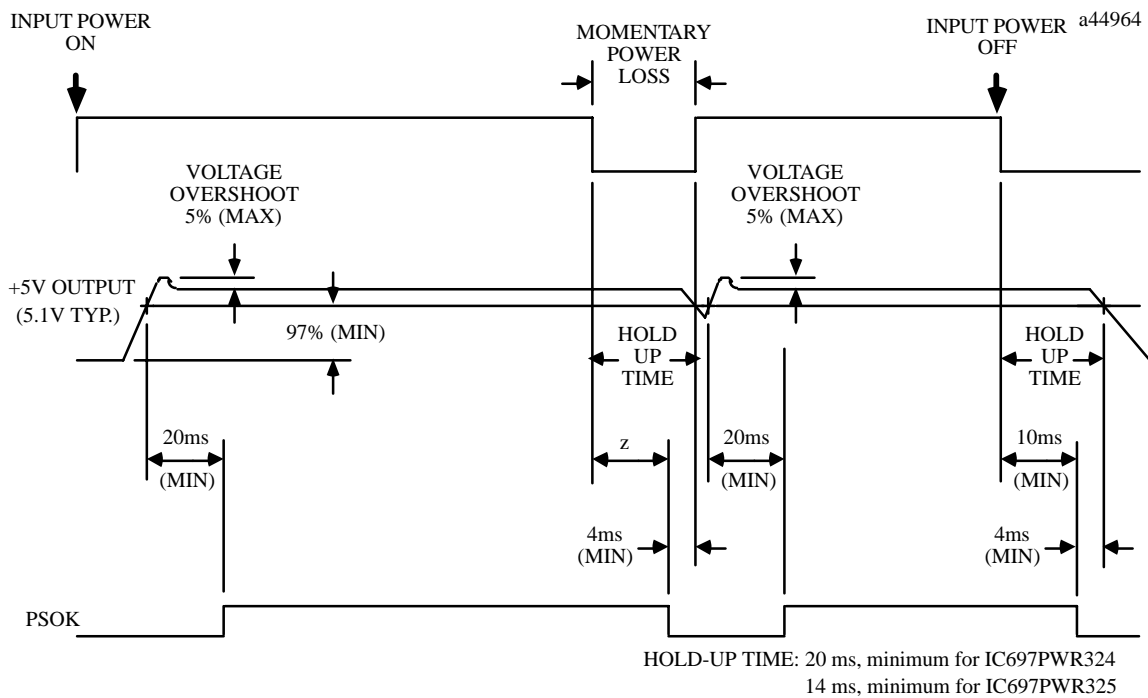 INPUT POWER
ON
MOMENTARY
POWER
LOSS
INPUT POWER
OFF
a44964
VOLTAGE
OVERSHOOT
5% (MAX)
VOLTAGE
OVERSHOOT
5% (MAX)
+5V OUTPUT
(5.1V TYP.)
97% (MIN)
HOLD
UP
TIME
HOLD
UP
TIME
20ms
(MIN)
z
20ms
(MIN)
10ms
(MIN)
4ms
(MIN)
4ms
(MIN)
PSOK
HOLD-UP TIME: 20 ms, minimum for IC697PWR324
14 ms, minimum for IC697PWR325